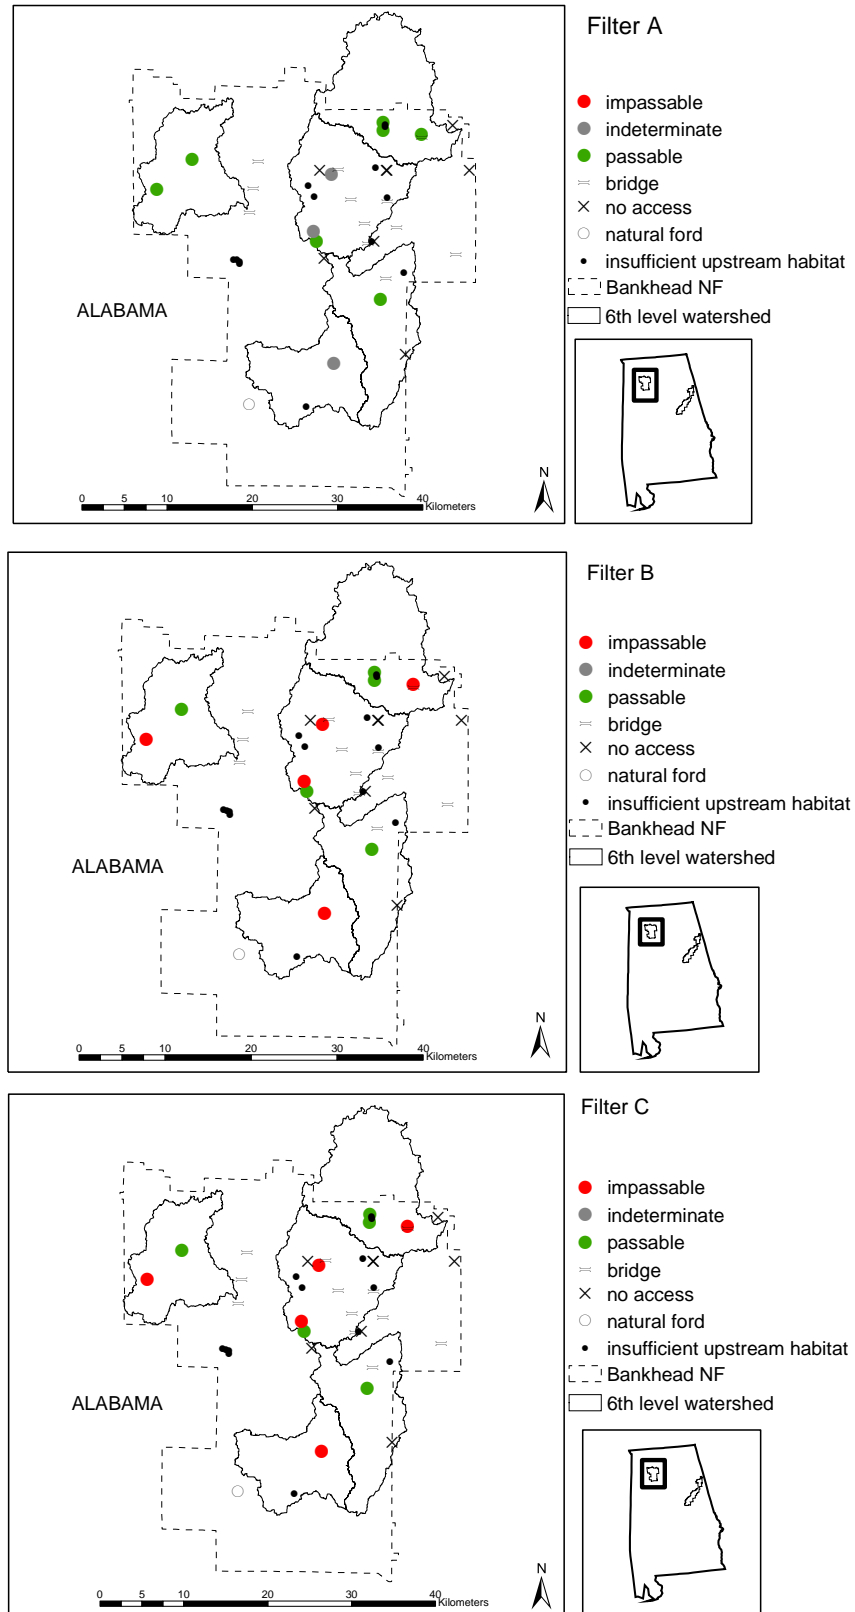 Filter A
impassable
indeterminate
passable
bridge
no access
natural ford
insufficient upstream habitat
Bankhead NF
6th level watershed
ALABAMA
N
0 5 10 20 30 40
Kilometers
Filter B
impassable
indeterminate
passable
bridge
no access
natural ford
insufficient upstream habitat
Bankhead NF
6th level watershed
ALABAMA
N
0 5 10 20 30 40
Kilometers
Filter C
impassable
indeterminate
passable
bridge
no access
natural ford
insufficient upstream habitat
Bankhead NF
6th level watershed
ALABAMA
N
0 5 10 20 30 40
Kilometers